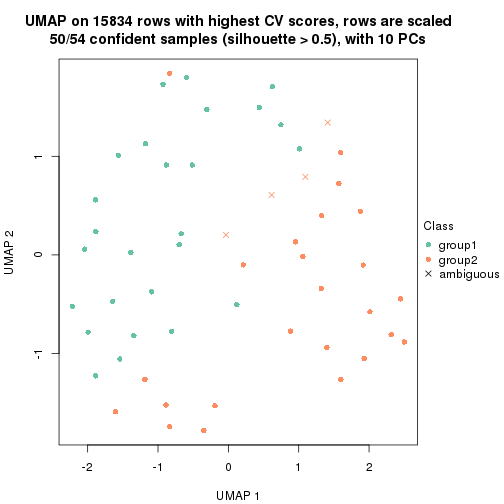 UMAP on 15834 rows with highest CV scores, rows are scaled
50/54 confident samples (silhouette > 0.5), with 10 PCs
Class
group1
group2
ambiguous
UMAP 2
1
0
-1
-2
-1
0
1
2
UMAP 1